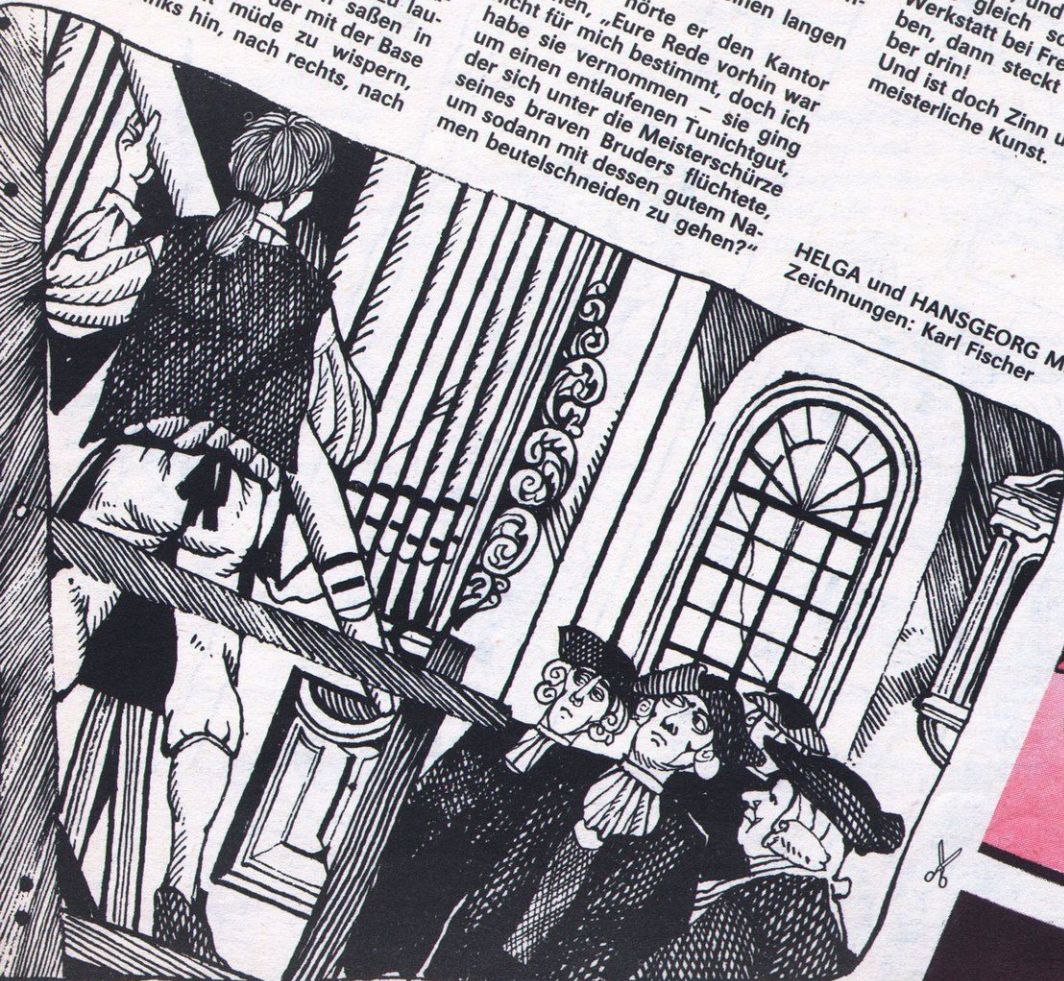 zu lau-
saßen in
der mit der Base
müde zu wispern,
links hin, nach rechts, nach
langen
hörte er den Kantor
„Eure Rede vorhin war
nicht für mich bestimmt, doch ich
habe sie vernommen – sie ging
um einen entlaufenen Tunichtgut,
der sich unter die Meisterschürze
seines braven Bruders flüchtete,
um sodann mit dessen gutem Na-
men beutelschneiden zu gehen?“
gleich
Werkstatt bei
ben, dann steckt
ber drin!
Und ist doch Zinn
meisterliche Kunst.
HELGA und HANSGEORG
Zeichnungen: Karl Fischer